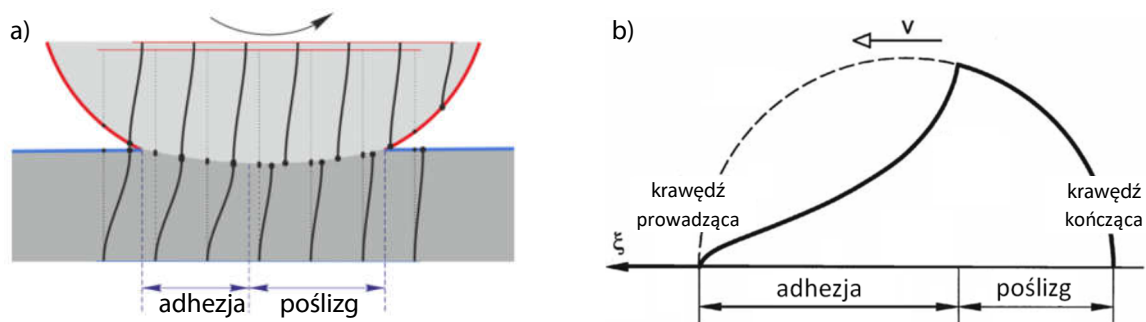 a)
adhezja
poślizg
b)
v
krawędź
prowadząca
krawędź
kończąca
ξ
adhezja
poślizg